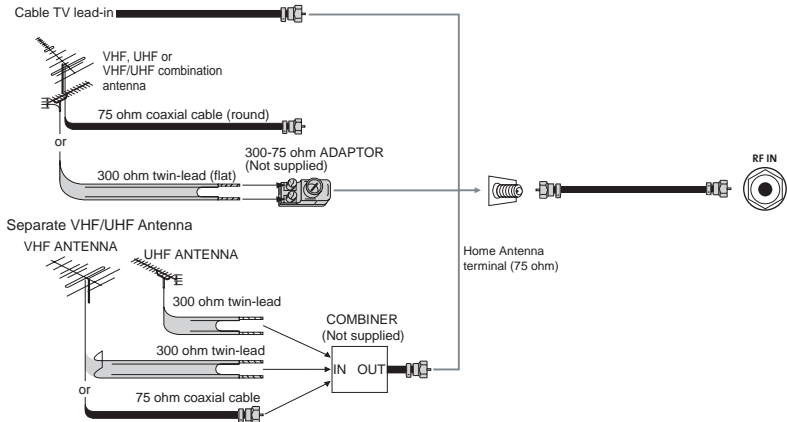 Cable TV lead-in
VHF, UHF or
VHF/UHF combination
antenna
75 ohm coaxial cable (round)
or
300-75 ohm ADAPTOR
(Not supplied)
300 ohm twin-lead (flat)
RF IN
Separate VHF/UHF Antenna
VHF ANTENNA
UHF ANTENNA
Home Antenna
terminal (75 ohm)
300 ohm twin-lead
COMBINER
(Not supplied)
300 ohm twin-lead
IN OUT
or
75 ohm coaxial cable